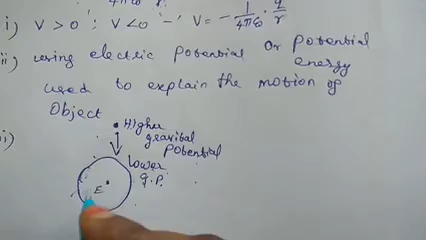 i) V > 0 ; V < 0 - V = - 1/4πε₀ · q/r
ii) using electric potential or potential
energy
used to explain the motion of
Object
Higher
gravital
potential
Lower
g.P.
E